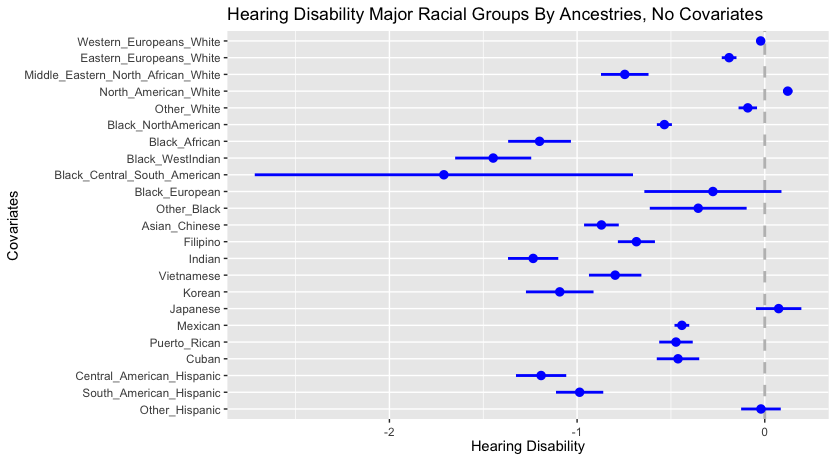 Hearing Disability Major Racial Groups By Ancestries, No Covariates
Covariates
Western_Europeans_White
Eastern_Europeans_White
Middle_Eastern_North_African_White
North_American_White
Other_White
Black_NorthAmerican
Black_African
Black_WestIndian
Black_Central_South_American
Black_European
Other_Black
Asian_Chinese
Filipino
Indian
Vietnamese
Korean
Japanese
Mexican
Puerto_Rican
Cuban
Central_American_Hispanic
South_American_Hispanic
Other_Hispanic
-2 -1 0
Hearing Disability